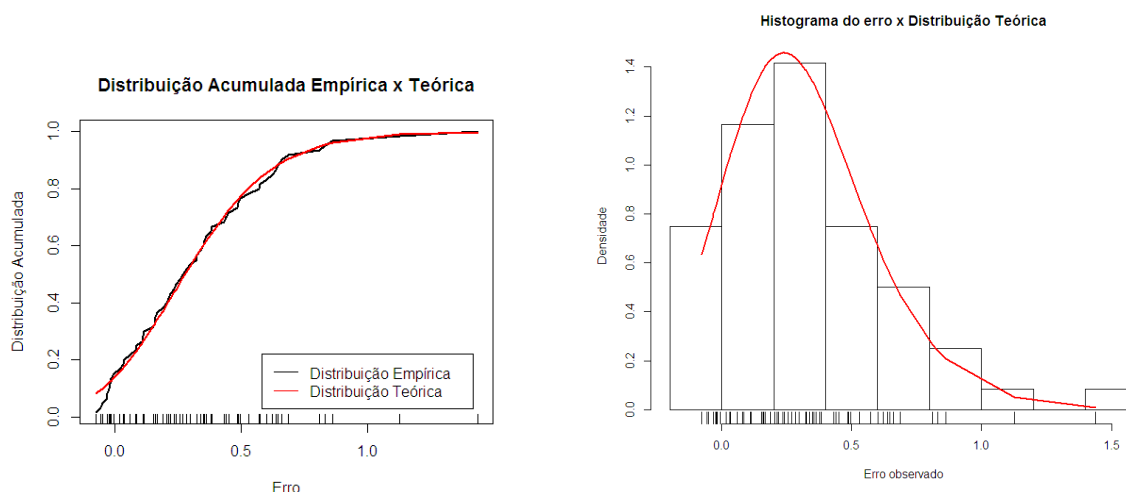 Distribuição Acumulada Empírica x Teórica
Distribuição Acumulada
1.0
0.8
0.6
0.4
0.2
0.0
Distribuição Empírica
Distribuição Teórica
0.0 0.5 1.0
Erro
Histograma do erro x Distribuição Teórica
Densidade
1.4
1.2
1.0
0.8
0.6
0.4
0.2
0.0
0.0 0.5 1.0 1.5
Erro observado